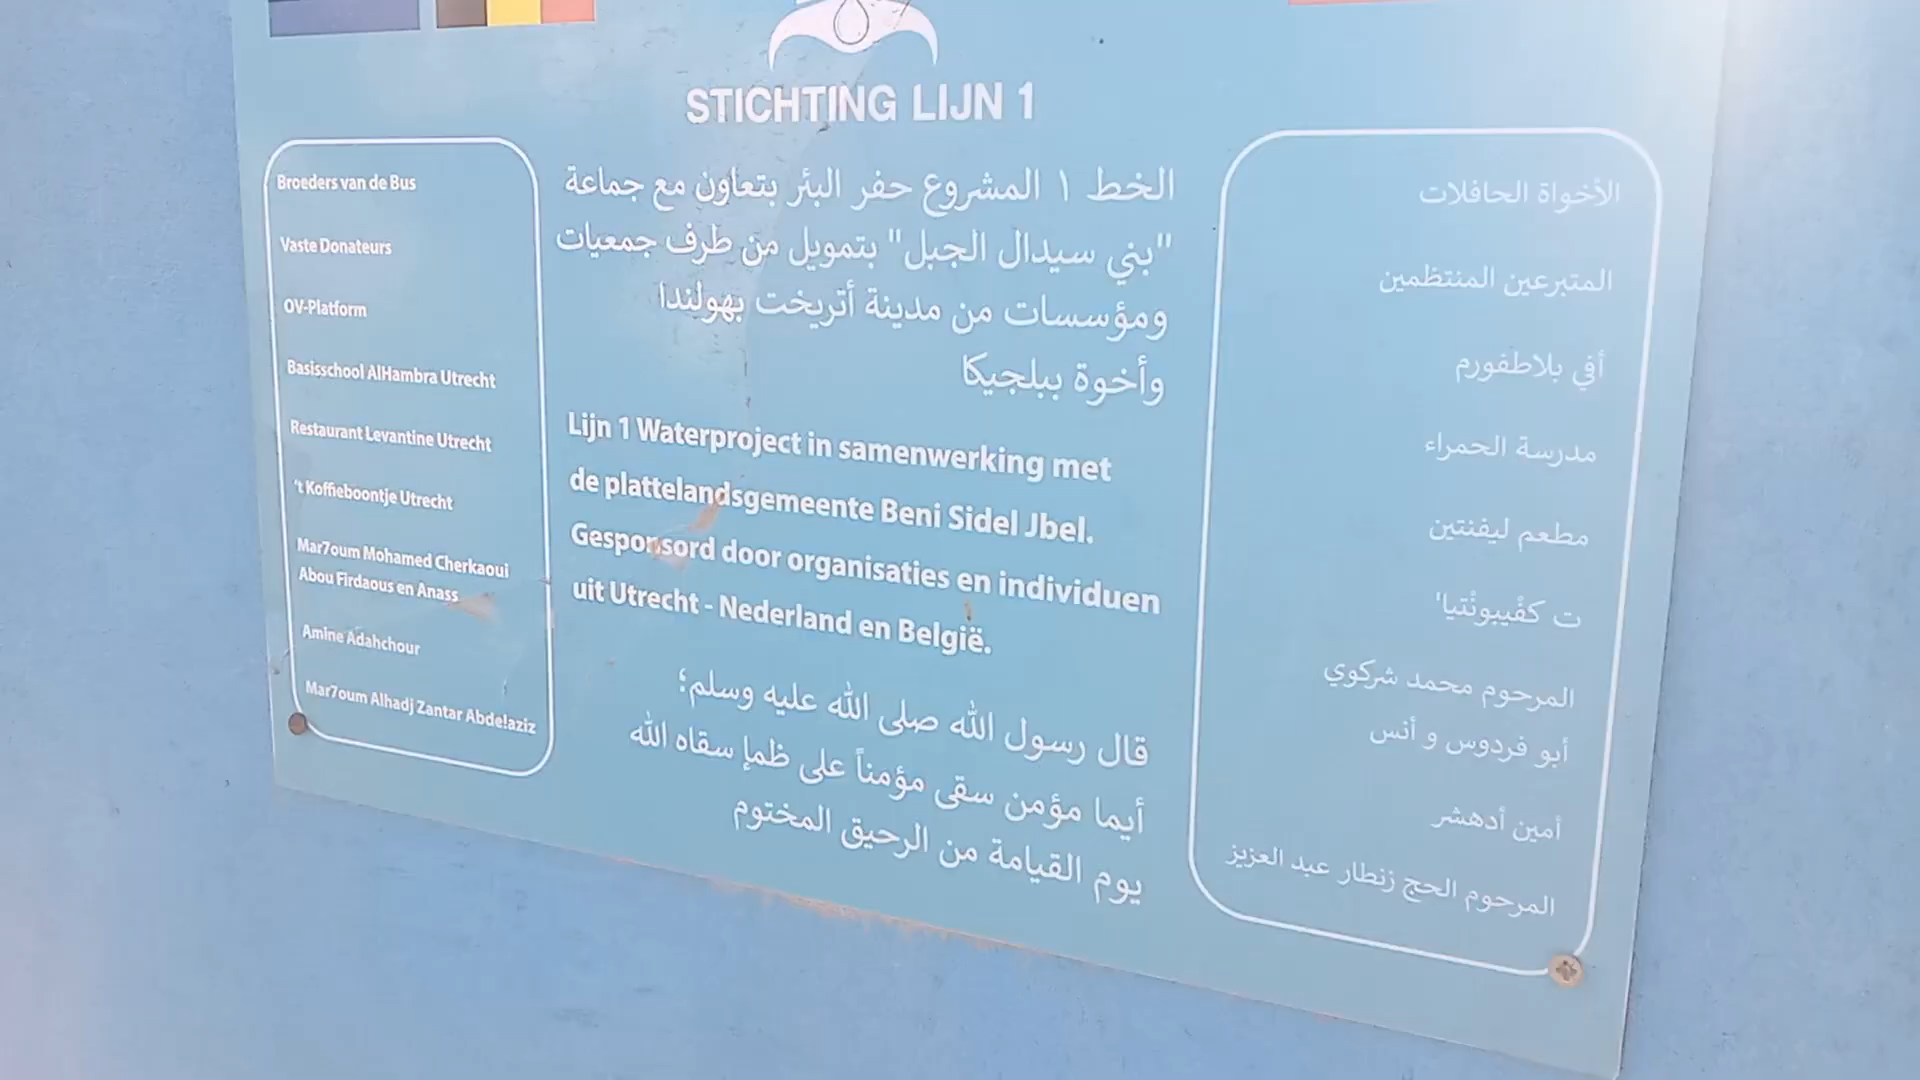 STICHTING LIJN 1
Broeders van de Bus
Vaste Donateurs
OV-Platform
Basisschool AlHambra Utrecht
Restaurant Levantine Utrecht
't Koffieboontje Utrecht
Mar7oum Mohamed Cherkaoui
Abou Firdaous en Anass
Amine Adahchour
Mar7oum Alhadj Zantar Abdelaziz
الخط ١ المشروع حفر البئر بتعاون مع جماعة
"بني سيدال الجبل" بتمويل من طرف جمعيات
ومؤسسات من مدينة أتريخت بهولندا
وأخوة ببلجيكا
Lijn 1 Waterproject in samenwerking met
de plattelandsgemeente Beni Sidel Jbel.
Gesponsord door organisaties en individuen
uit Utrecht - Nederland en België.
قال رسول الله صلى الله عليه وسلم؛
أيما مؤمن سقى مؤمناً على ظمإ سقاه الله
يوم القيامة من الرحيق المختوم
الأخواة الحافلات
المتبرعين المنتظمين
أفي بلاطفورم
مدرسة الحمراء
مطعم ليفنتين
ت كفْييبونْتيا'
المرحوم محمد شركوي
أبو فردوس و أنس
أمين أدهشر
المرحوم الحج زنطار عبد العزيز